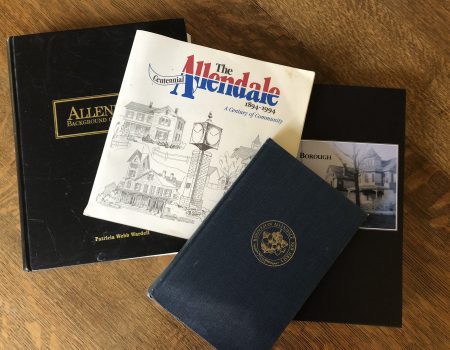 ALLEN
BACKGROUND
Patricia Webb Wardell
The
Centennial
Allendale
1894-1994
A Century of Community
BOROUGH